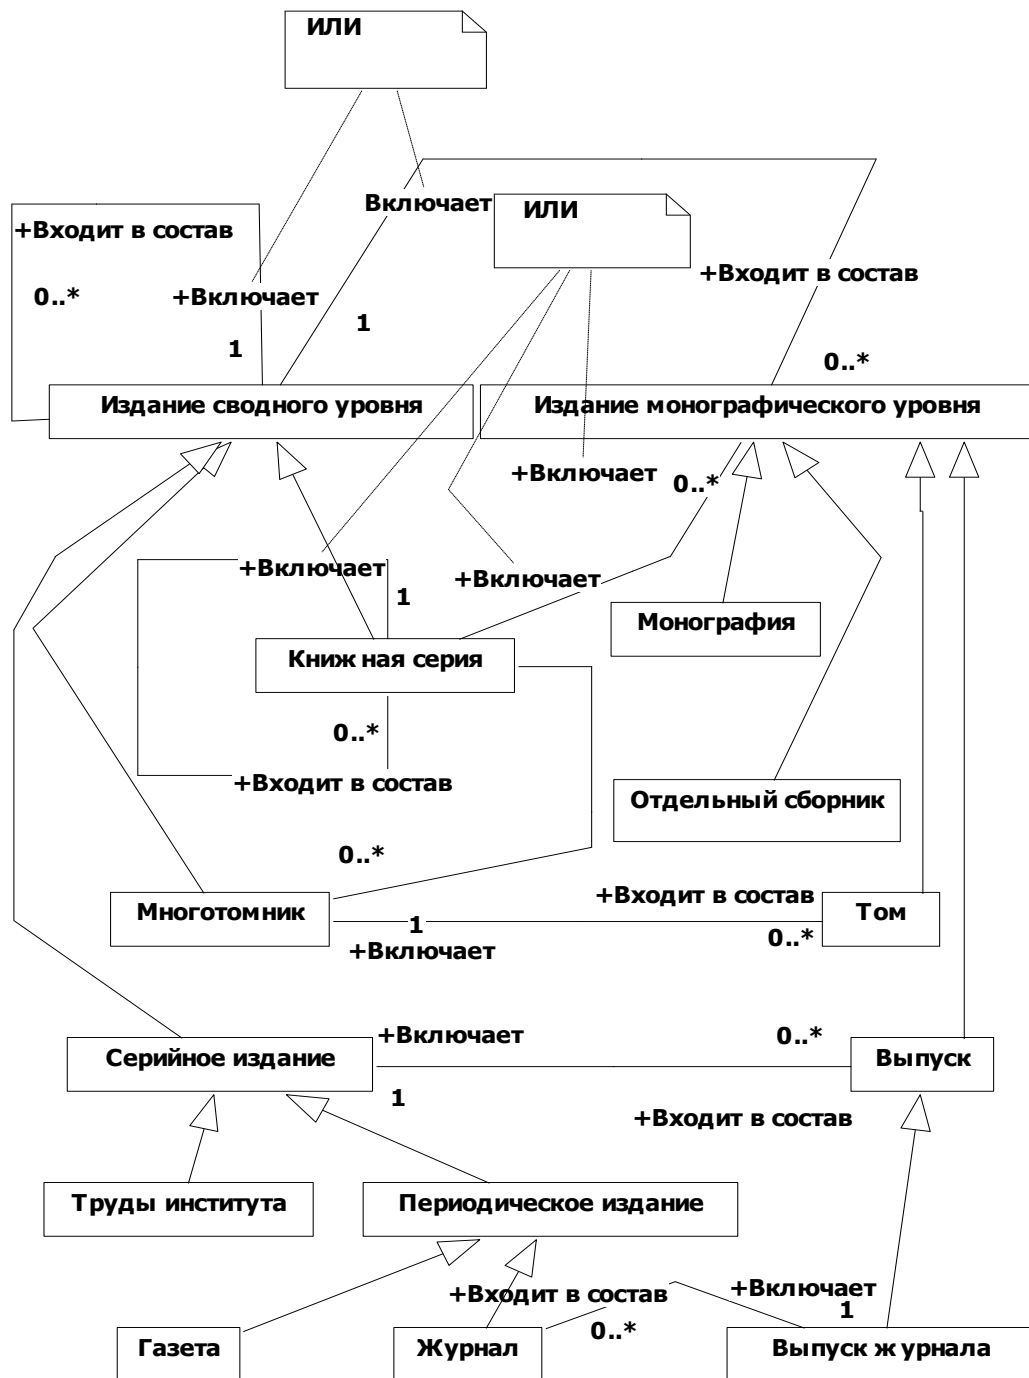 ИЛИ
Включает
ИЛИ
+Входит в состав
+Входит в состав
0..*
+Включает
1
1
0..*
Издание сводного уровня
Издание монографического уровня
+Включает
0..*
+Включает
+Включает
1
Монография
Книжная серия
0..*
+Входит в состав
Отдельный сборник
0..*
+Входит в состав
Многотомник
1
Том
0..*
+Включает
+Включает
0..*
Серийное издание
Выпуск
1
+Входит в состав
Труды института
Периодическое издание
+Включает
+Входит в состав
1
0..*
Газета
Журнал
Выпуск журнала